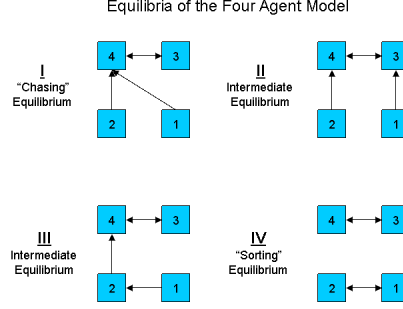 Equilibria of the Four Agent Model
I
"Chasing"
Equilibrium
4
3
2
1
II
Intermediate
Equilibrium
4
3
2
1
III
Intermediate
Equilibrium
4
3
2
1
IV
"Sorting"
Equilibrium
4
3
2
1